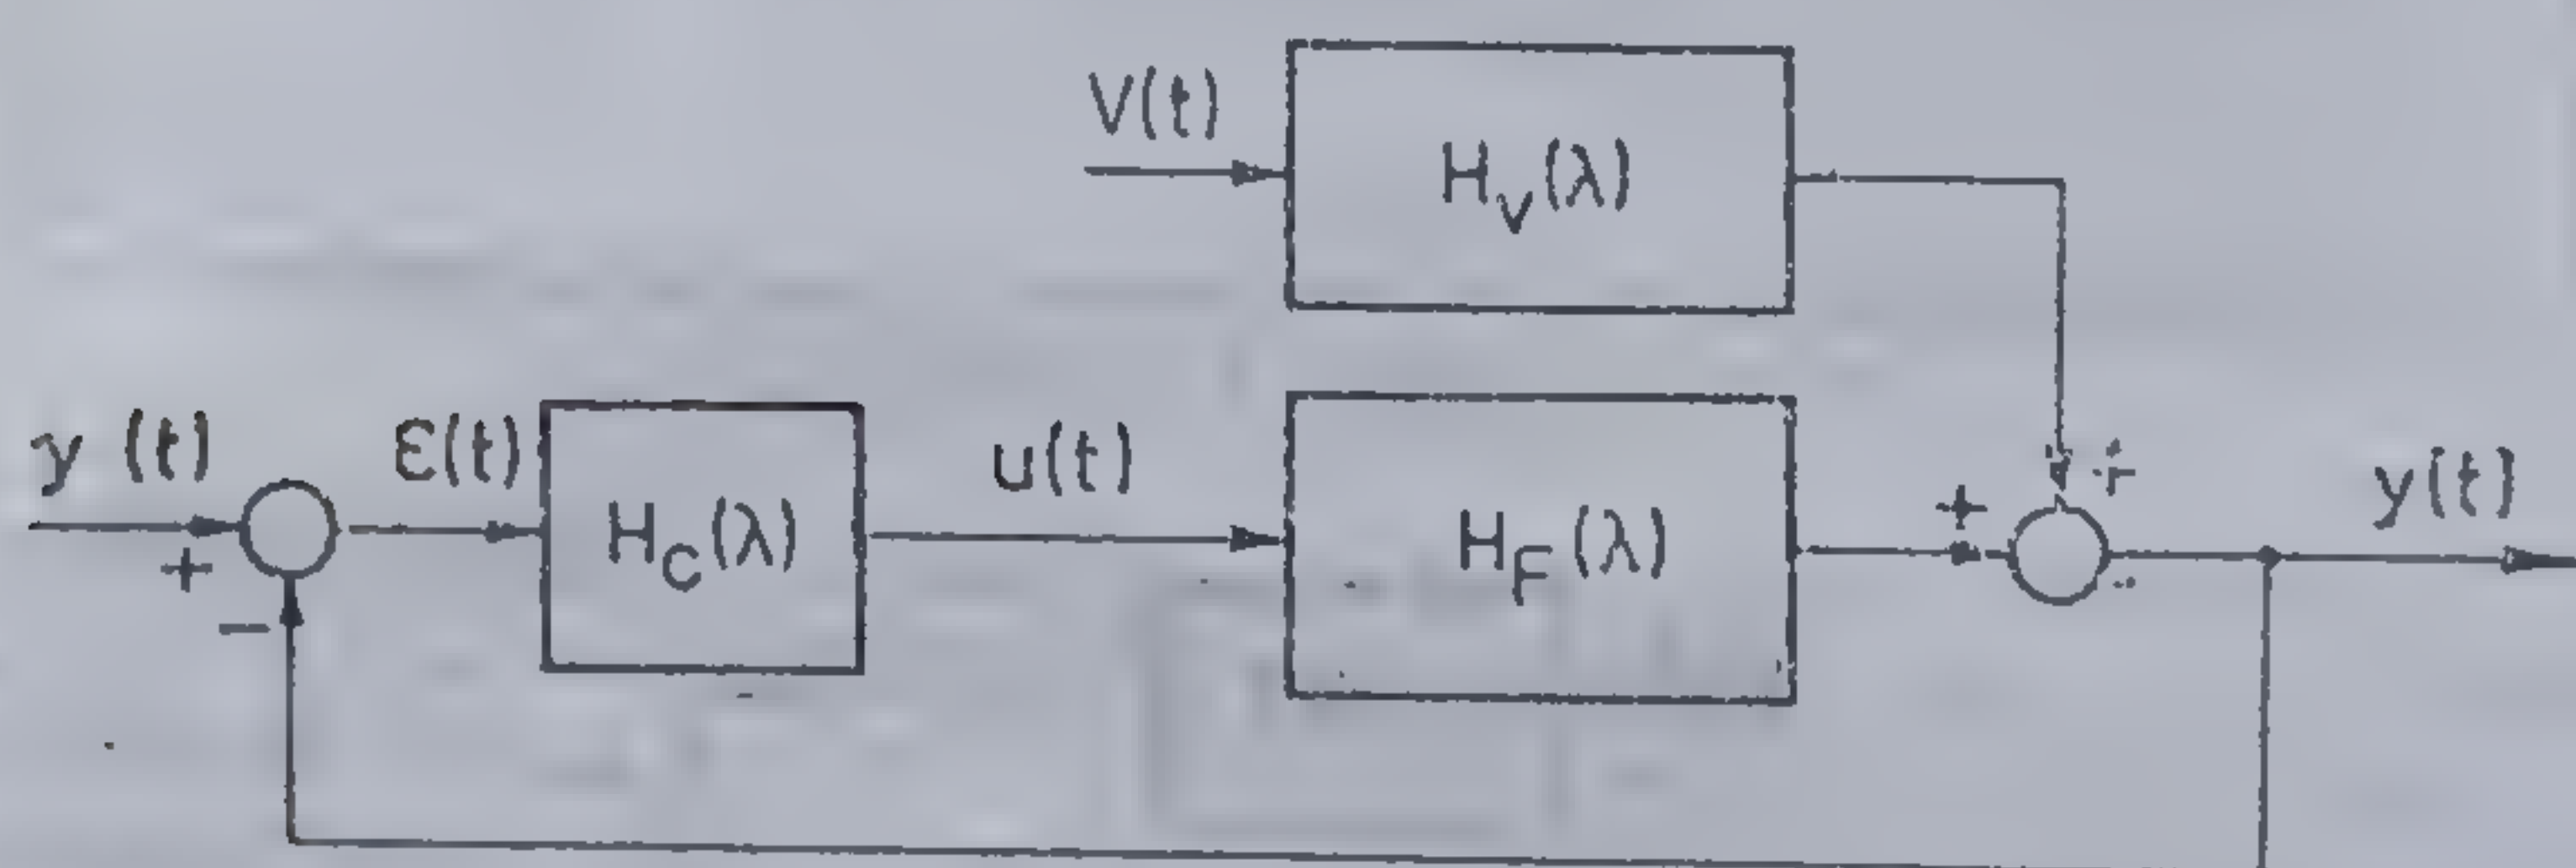 V(t)
H_V(λ)
y (t)
ε(t)
u(t)
H_C(λ)
H_F(λ)
y(t)
+
−
+
+